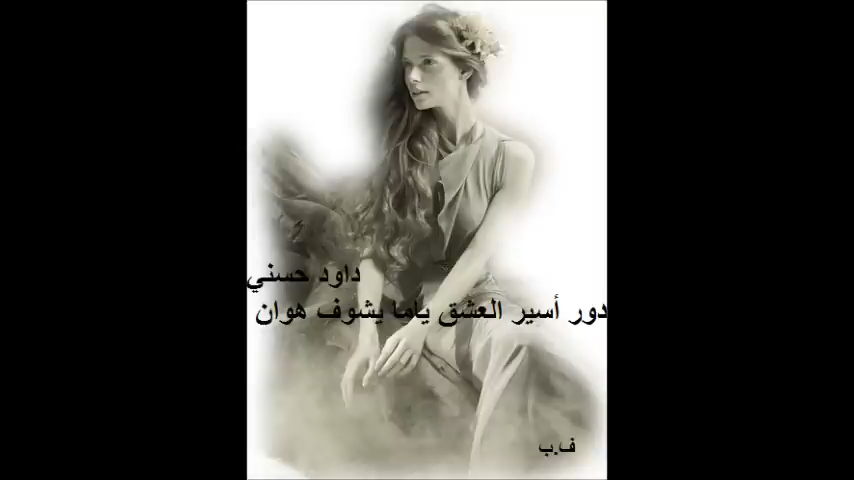 داود حسني
دور أسير العشق ياما يشوف هوان
ف.ب